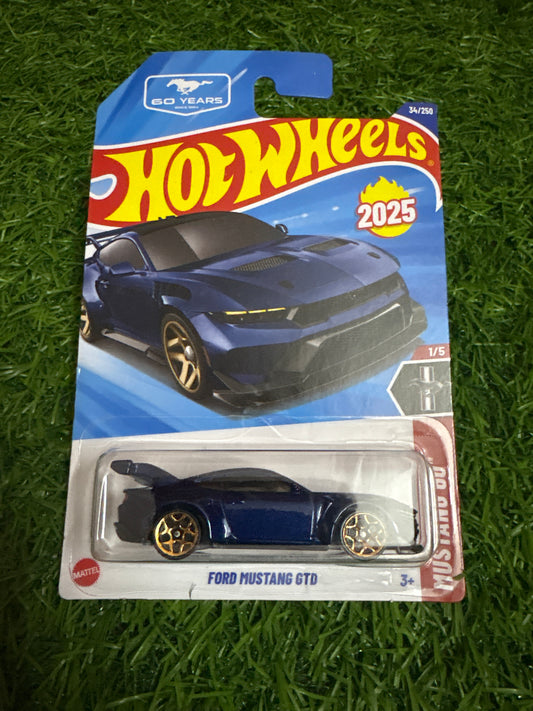 60 YEARS
34/250
HOT WHEELS
2025
1/5
MUSTANG 60
MATTEL
FORD MUSTANG GTD
3+